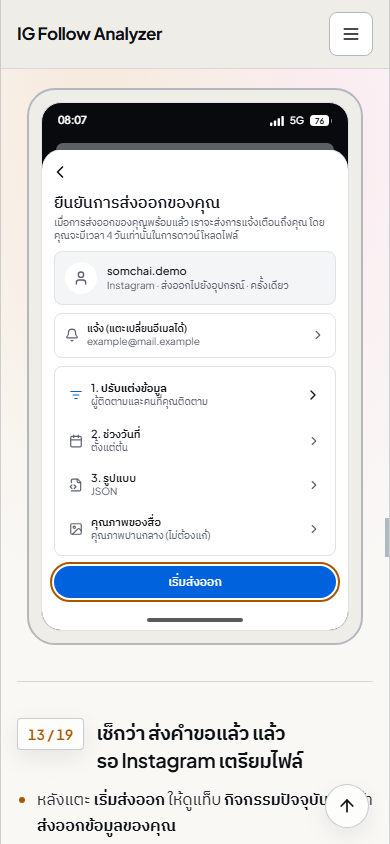 IG Follow Analyzer
08:07
5G 76
ยืนยันการส่งออกของคุณ
เมื่อการส่งออกของคุณพร้อมแล้ว เราจะส่งการแจ้งเตือนถึงคุณ โดย
คุณจะมีเวลา 4 วันเท่านั้นในการดาวน์โหลดไฟล์
somchai.demo
Instagram · ส่งออกไปยังอุปกรณ์ · ครั้งเดียว
แจ้ง (แตะเปลี่ยนอีเมลได้)
example@mail.example
1. ปรับแต่งข้อมูล
ผู้ติดตามและคนที่คุณติดตาม
2. ช่วงวันที่
ตั้งแต่ต้น
3. รูปแบบ
JSON
คุณภาพของสื่อ
คุณภาพปานกลาง (ไม่ต้องแก้)
เริ่มส่งออก
13/19
เช็กว่า ส่งคำขอแล้ว แล้ว
รอ Instagram เตรียมไฟล์
หลังแตะ เริ่มส่งออก ให้ดูแท็บ กิจกรรมปัจจุบัน
ส่งออกข้อมูลของคุณ